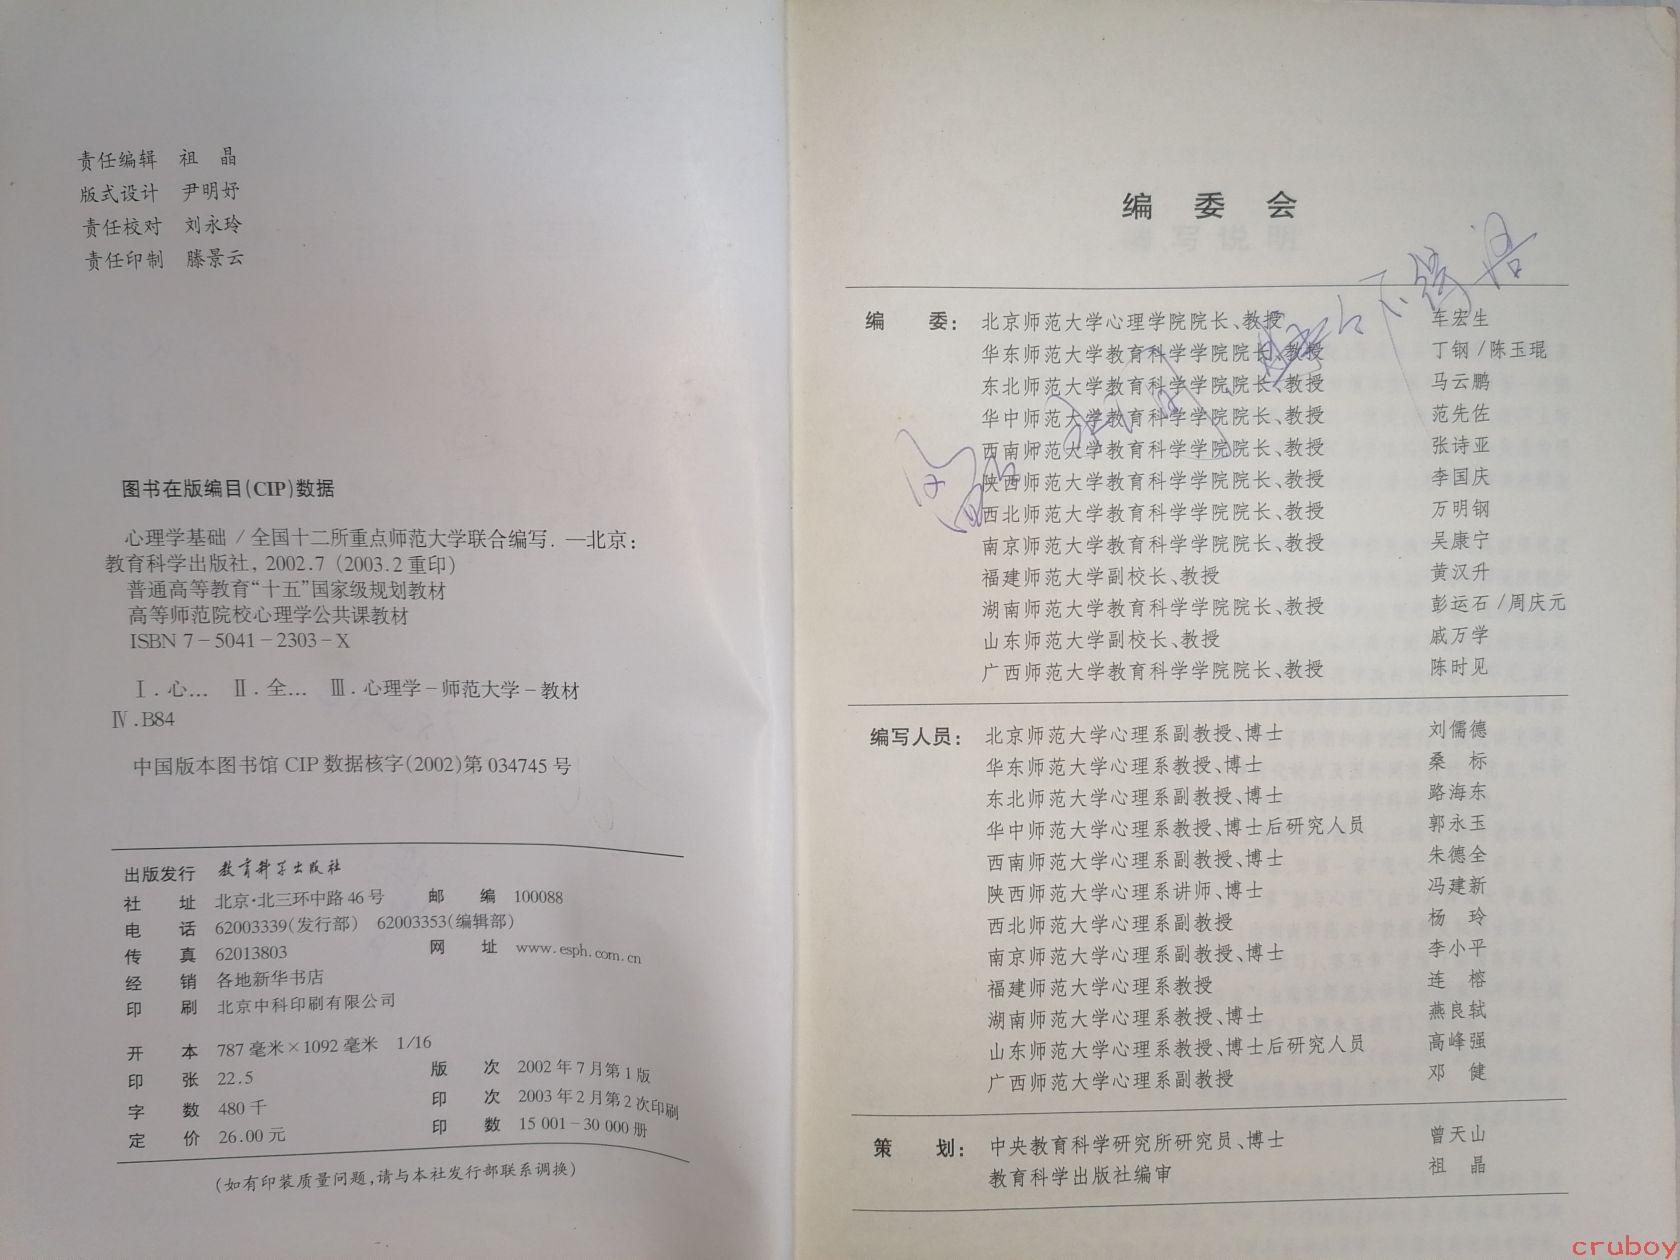 责任编辑 祖 晶
版式设计 尹明妤
责任校对 刘永玲
责任印制 滕景云
图书在版编目(CIP)数据
心理学基础/全国十二所重点师范大学联合编写.—北京:
教育科学出版社,2002.7(2003.2重印)
普通高等教育“十五”国家级规划教材
高等师范院校心理学公共课教材
ISBN 7-5041-2303-X
Ⅰ.心… Ⅱ.全… Ⅲ.心理学-师范大学-教材
Ⅳ.B84
中国版本图书馆CIP数据核字(2002)第034745号
出版发行 教育科学出版社
社 址 北京·北三环中路46号 邮 编 100088
电 话 62003339(发行部) 62003353(编辑部)
传 真 62013803 网 址 www.esph.com.cn
经 销 各地新华书店
印 刷 北京中科印刷有限公司
开 本 787毫米×1092毫米 1/16
印 张 22.5 版 次 2002年7月第1版
字 数 480千 印 次 2003年2月第2次印刷
定 价 26.00元 印 数 15 001-30 000册
(如有印装质量问题,请与本社发行部联系调换)
编 委 会
编 委: 北京师范大学心理学院院长、教授 车宏生
华东师范大学教育科学学院院长、教授 丁钢/陈玉琨
东北师范大学教育科学学院院长、教授 马云鹏
华中师范大学教育科学学院院长、教授 范先佐
西南师范大学教育科学学院院长、教授 张诗亚
陕西师范大学教育科学学院院长、教授 李国庆
西北师范大学教育科学学院院长、教授 万明钢
南京师范大学教育科学学院院长、教授 吴康宁
福建师范大学副校长、教授 黄汉升
湖南师范大学教育科学学院院长、教授 彭运石/周庆元
山东师范大学副校长、教授 戚万学
广西师范大学教育科学学院院长、教授 陈时见
编写人员: 北京师范大学心理系副教授、博士 刘儒德
华东师范大学心理系教授、博士 桑 标
东北师范大学心理系副教授、博士 路海东
华中师范大学心理系教授、博士后研究人员 郭永玉
西南师范大学心理系副教授、博士 朱德全
陕西师范大学心理系讲师、博士 冯建新
西北师范大学心理系副教授 杨 玲
南京师范大学心理系副教授、博士 李小平
福建师范大学心理系教授 连 榕
湖南师范大学心理系教授、博士 燕良轼
山东师范大学心理系教授、博士后研究人员 高峰强
广西师范大学心理系副教授 邓 健
策 划: 中央教育科学研究所研究员、博士 曾天山
教育科学出版社编审 祖 晶
cruboy